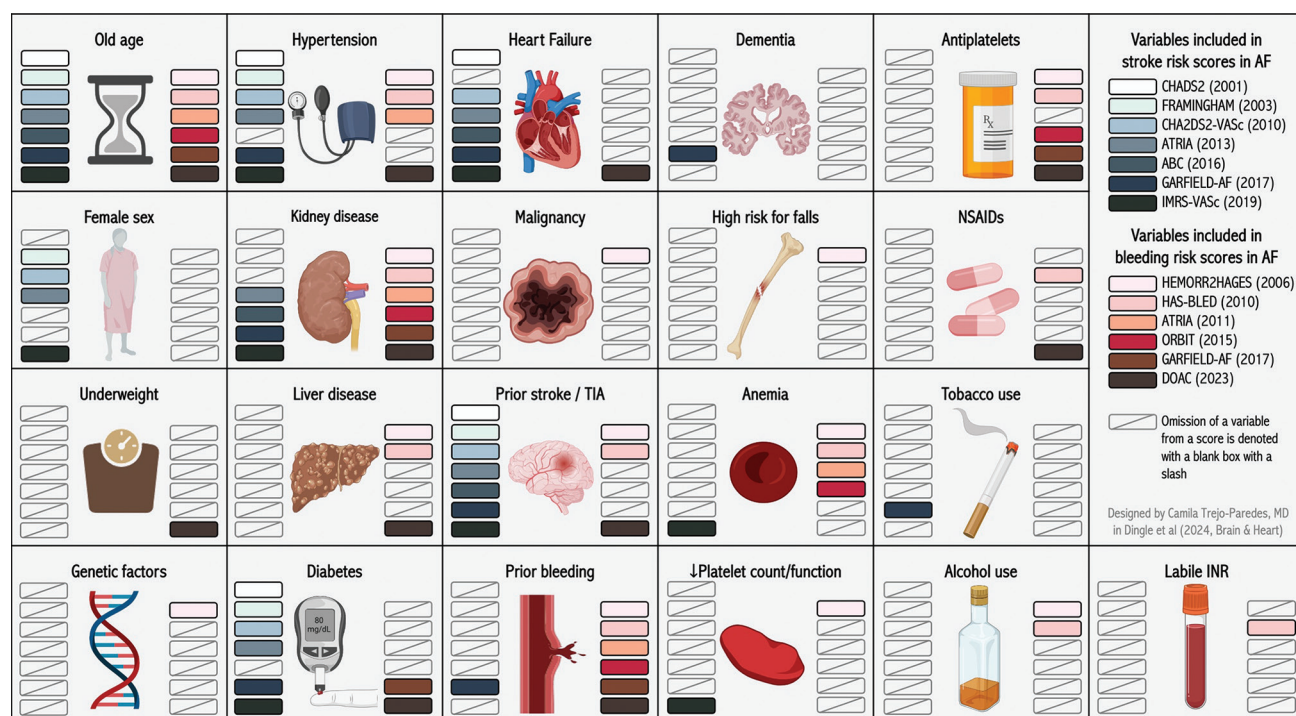 Old age
Hypertension
Heart Failure
Dementia
Antiplatelets
Rx
Variables included in
stroke risk scores in AF
CHADS2 (2001)
FRAMINGHAM (2003)
CHA2DS2-VASc (2010)
ATRIA (2013)
ABC (2016)
GARFIELD-AF (2017)
IMRS-VASc (2019)
Female sex
Kidney disease
Malignancy
High risk for falls
NSAIDs
Variables included in
bleeding risk scores in AF
HEMORR2HAGES (2006)
HAS-BLED (2010)
ATRIA (2011)
ORBIT (2015)
GARFIELD-AF (2017)
DOAC (2023)
Underweight
Liver disease
Prior stroke / TIA
Anemia
Tobacco use
Omission of a variable
from a score is denoted
with a blank box with a
slash
Designed by Camila Trejo-Paredes, MD
in Dingle et al (2024, Brain & Heart)
Genetic factors
Diabetes
80
mg/dL
Prior bleeding
↓Platelet count/function
Alcohol use
Labile INR